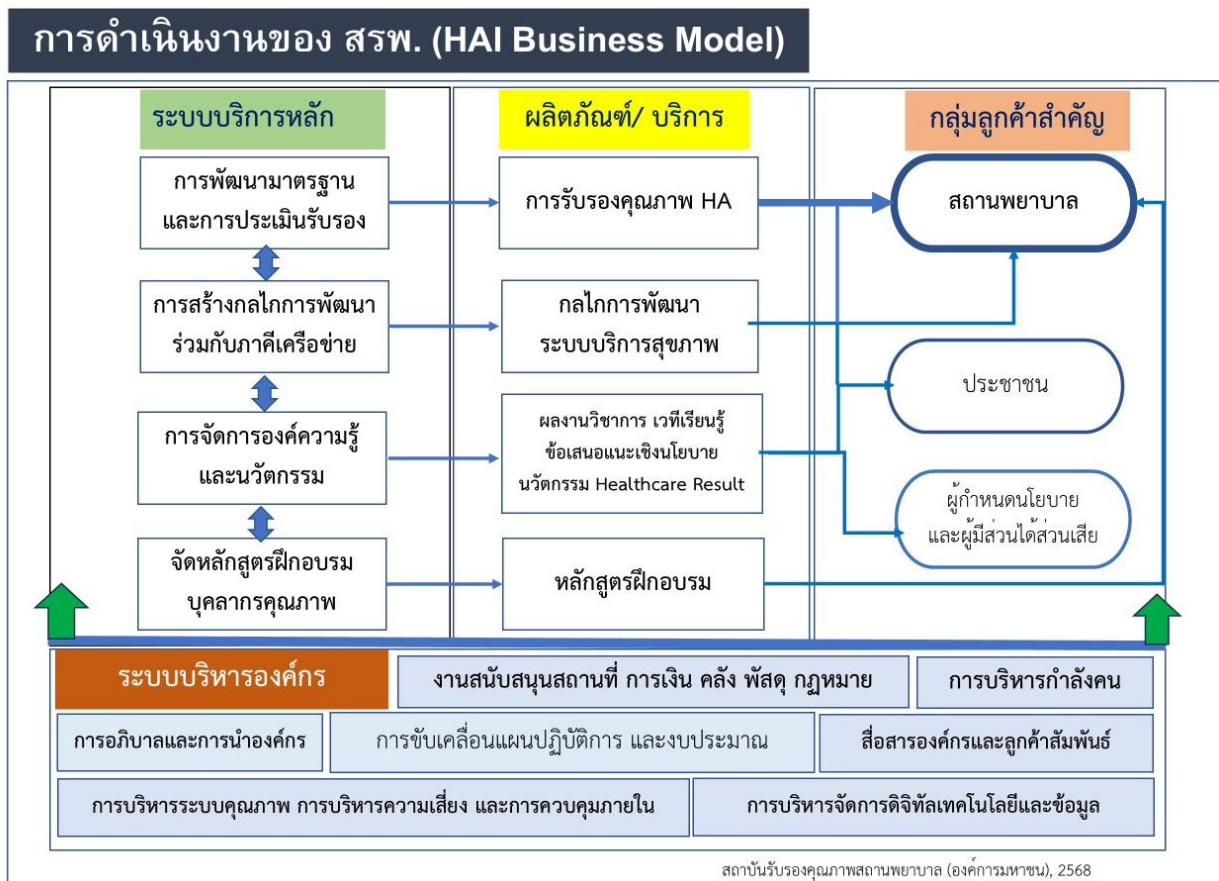 การดำเนินงานของ สรพ. (HAI Business Model)
ระบบบริการหลัก
ผลิตภัณฑ์/ บริการ
กลุ่มลูกค้าสำคัญ
การพัฒนามาตรฐาน
และการประเมินรับรอง
การรับรองคุณภาพ HA
สถานพยาบาล
การสร้างกลไกการพัฒนา
ร่วมกับภาคีเครือข่าย
กลไกการพัฒนา
ระบบบริการสุขภาพ
ประชาชน
การจัดการองค์ความรู้
และนวัตกรรม
ผลงานวิชาการ เวทีเรียนรู้
ข้อเสนอแนะเชิงนโยบาย
นวัตกรรม Healthcare Result
ผู้กำหนดนโยบาย
และผู้มีส่วนได้ส่วนเสีย
จัดหลักสูตรฝึกอบรม
บุคลากรคุณภาพ
หลักสูตรฝึกอบรม
ระบบบริหารองค์กร
งานสนับสนุนสถานที่ การเงิน คลัง พัสดุ กฎหมาย
การบริหารกำลังคน
การอภิบาลและการนำองค์กร
การขับเคลื่อนแผนปฏิบัติการ และงบประมาณ
สื่อสารองค์กรและลูกค้าสัมพันธ์
การบริหารระบบคุณภาพ การบริหารความเสี่ยง และการควบคุมภายใน
การบริหารจัดการดิจิทัลเทคโนโลยีและข้อมูล
สถาบันรับรองคุณภาพสถานพยาบาล (องค์การมหาชน), 2568